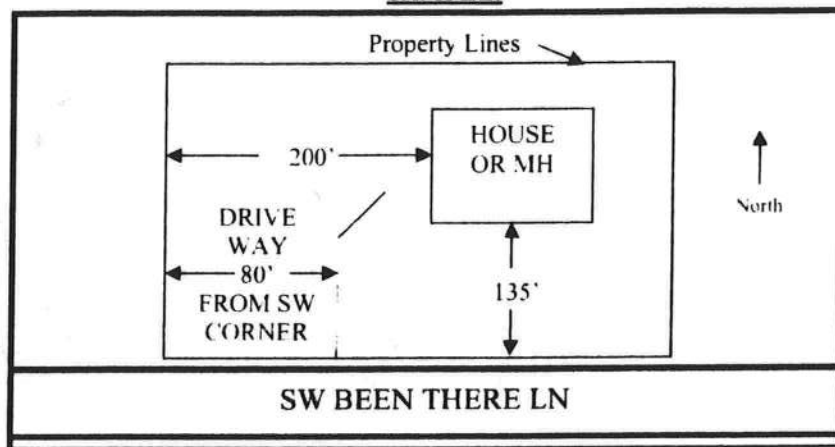 Property Lines
HOUSE
OR MH
200'
North
DRIVE
WAY
80'
FROM SW
CORNER
135'
SW BEEN THERE LN